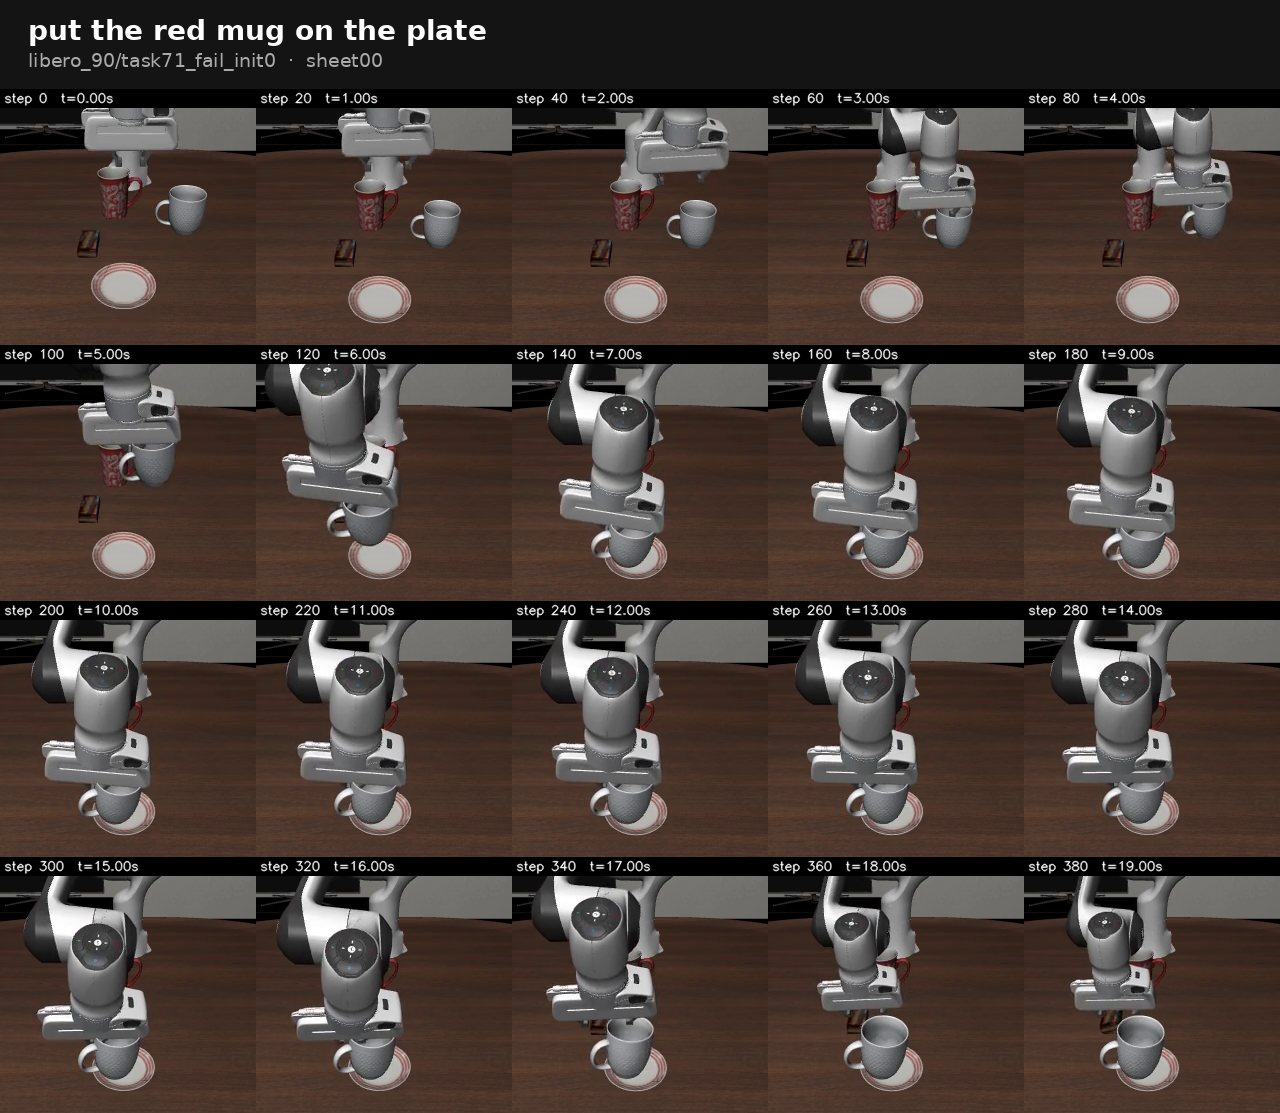 put the red mug on the plate
libero_90/task71_fail_init0 · sheet00
step 0 t=0.00s
step 20 t=1.00s
step 40 t=2.00s
step 60 t=3.00s
step 80 t=4.00s
step 100 t=5.00s
step 120 t=6.00s
step 140 t=7.00s
step 160 t=8.00s
step 180 t=9.00s
step 200 t=10.00s
step 220 t=11.00s
step 240 t=12.00s
step 260 t=13.00s
step 280 t=14.00s
step 300 t=15.00s
step 320 t=16.00s
step 340 t=17.00s
step 360 t=18.00s
step 380 t=19.00s